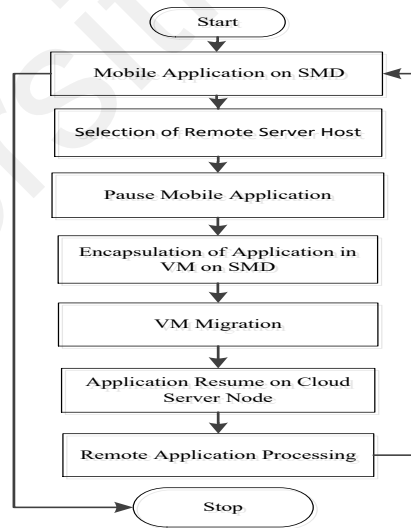 Start
Mobile Application on SMD
Selection of Remote Server Host
Pause Mobile Application
Encapsulation of Application in
VM on SMD
VM Migration
Application Resume on Cloud
Server Node
Remote Application Processing
Stop